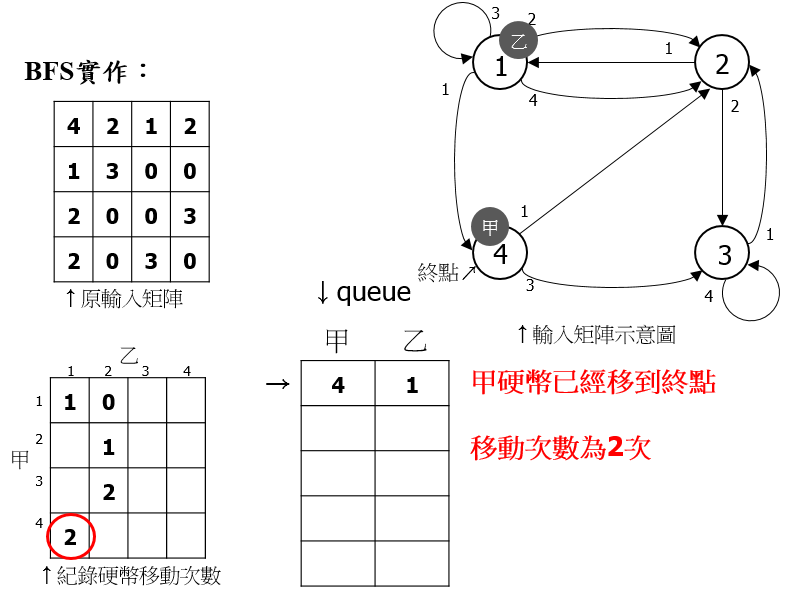 BFS實作：
4 2 1 2
1 3 0 0
2 0 0 3
2 0 3 0
↑原輸入矩陣
3
乙
2
1
1
2
1
4
2
甲
1
4
終點↗
3
3
1
4
↑輸入矩陣示意圖
乙
1 2 3 4
甲
1 1 0
2 1
3 2
4 2
↑紀錄硬幣移動次數
↓queue
甲 乙
→ 4 1
甲硬幣已經移到終點
移動次數為2次